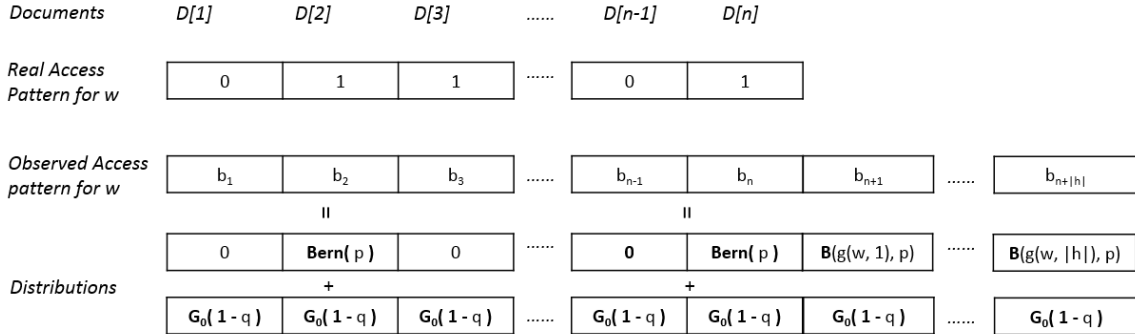 Documents D[1] D[2] D[3] ...... D[n-1] D[n]
Real Access
Pattern for w
0 1 1 ...... 0 1
Observed Access
pattern for w
b₁ b₂ b₃ ...... bₙ₋₁ bₙ bₙ₊₁ ...... bₙ₊|ₕ|
= =
0 Bern( p ) 0 ...... 0 Bern( p ) B(g(w, 1), p) ...... B(g(w, |h|), p)
Distributions + +
G₀( 1 - q ) G₀( 1 - q ) G₀( 1 - q ) ...... G₀( 1 - q ) G₀( 1 - q ) G₀( 1 - q ) ...... G₀( 1 - q )